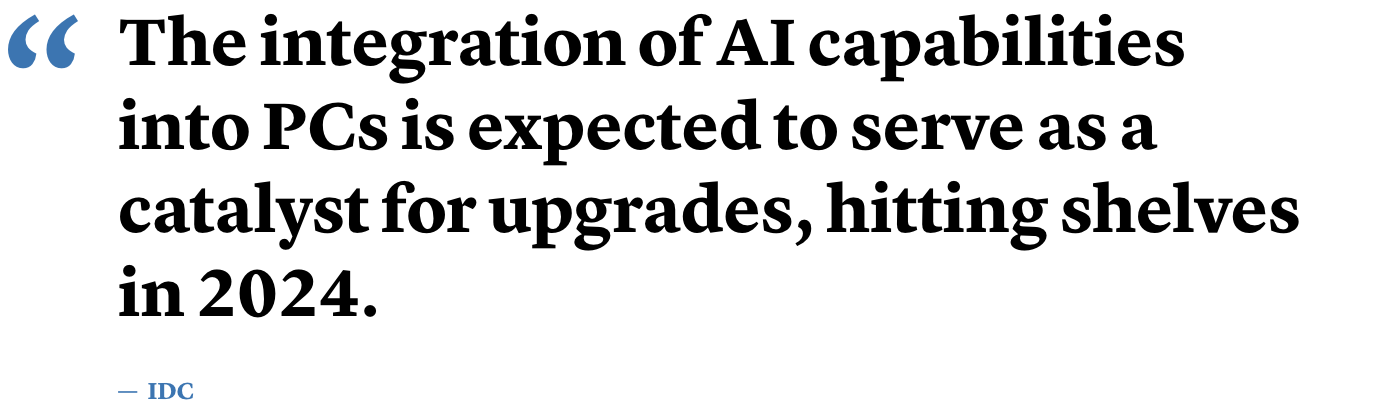 “ The integration of AI capabilities
into PCs is expected to serve as a
catalyst for upgrades, hitting shelves
in 2024.
— IDC